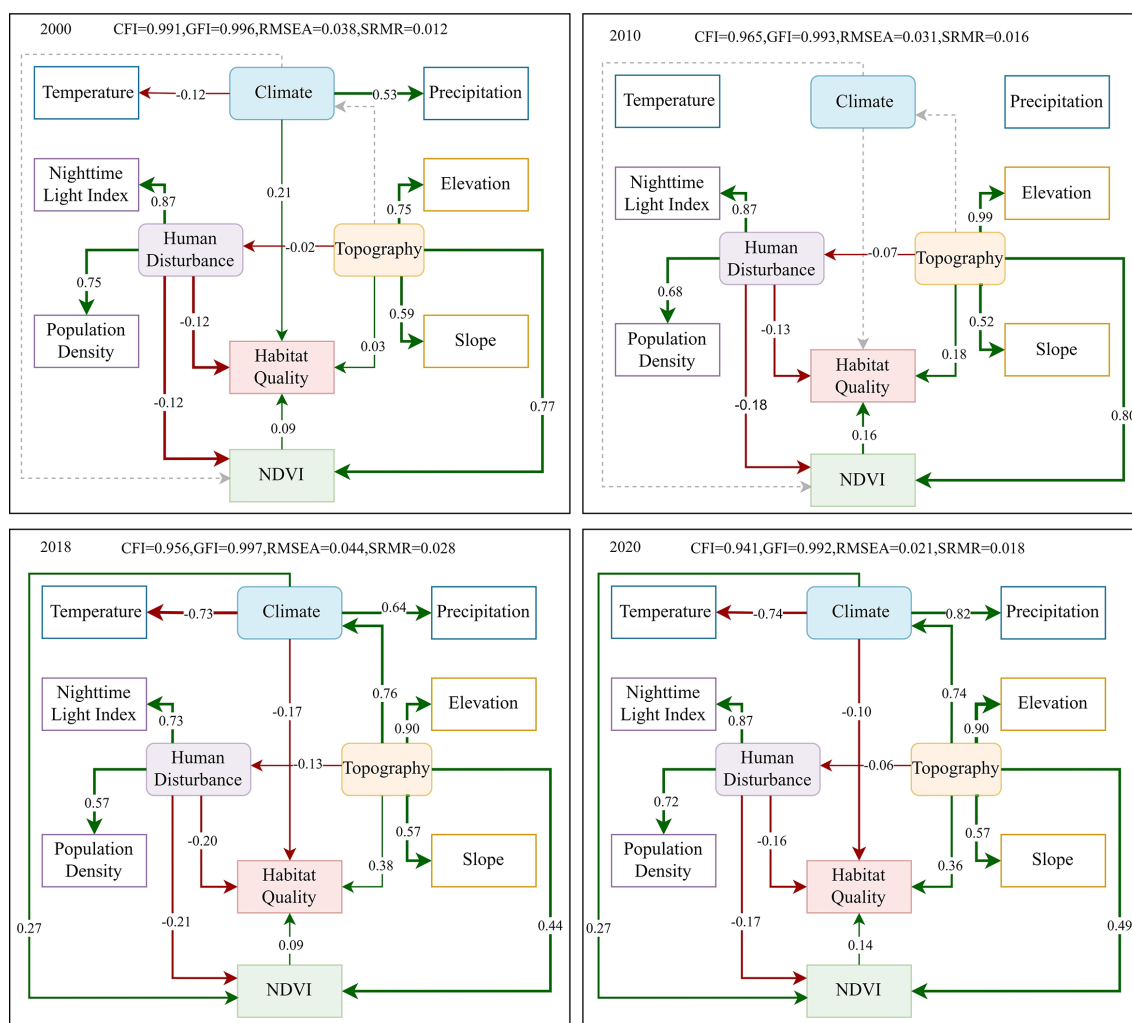 2000
CFI=0.991,GFI=0.996,RMSEA=0.038,SRMR=0.012
Temperature
-0.12
Climate
0.53
Precipitation
Nighttime
Light Index
0.87
0.21
0.75
Elevation
Human
Disturbance
-0.02
Topography
0.75
-0.12
0.59
Population
Density
Habitat
Quality
0.03
Slope
-0.12
0.77
0.09
NDVI
2010
CFI=0.965,GFI=0.993,RMSEA=0.031,SRMR=0.016
Temperature
Climate
Precipitation
Nighttime
Light Index
0.87
Elevation
0.99
Human
Disturbance
-0.07
Topography
0.68
-0.13
0.52
Population
Density
Habitat
Quality
0.18
Slope
-0.18
0.80
0.16
NDVI
2018
CFI=0.956,GFI=0.997,RMSEA=0.044,SRMR=0.028
Temperature
-0.73
Climate
0.64
Precipitation
Nighttime
Light Index
0.73
-0.17
0.76
Elevation
0.90
Human
Disturbance
-0.13
Topography
0.57
-0.20
0.57
Population
Density
Habitat
Quality
0.38
Slope
0.27
-0.21
0.09
0.44
NDVI
2020
CFI=0.941,GFI=0.992,RMSEA=0.021,SRMR=0.018
Temperature
-0.74
Climate
0.82
Precipitation
Nighttime
Light Index
0.87
-0.10
0.74
Elevation
0.90
Human
Disturbance
-0.06
Topography
0.72
-0.16
0.57
Population
Density
Habitat
Quality
0.36
Slope
0.27
-0.17
0.14
0.49
NDVI